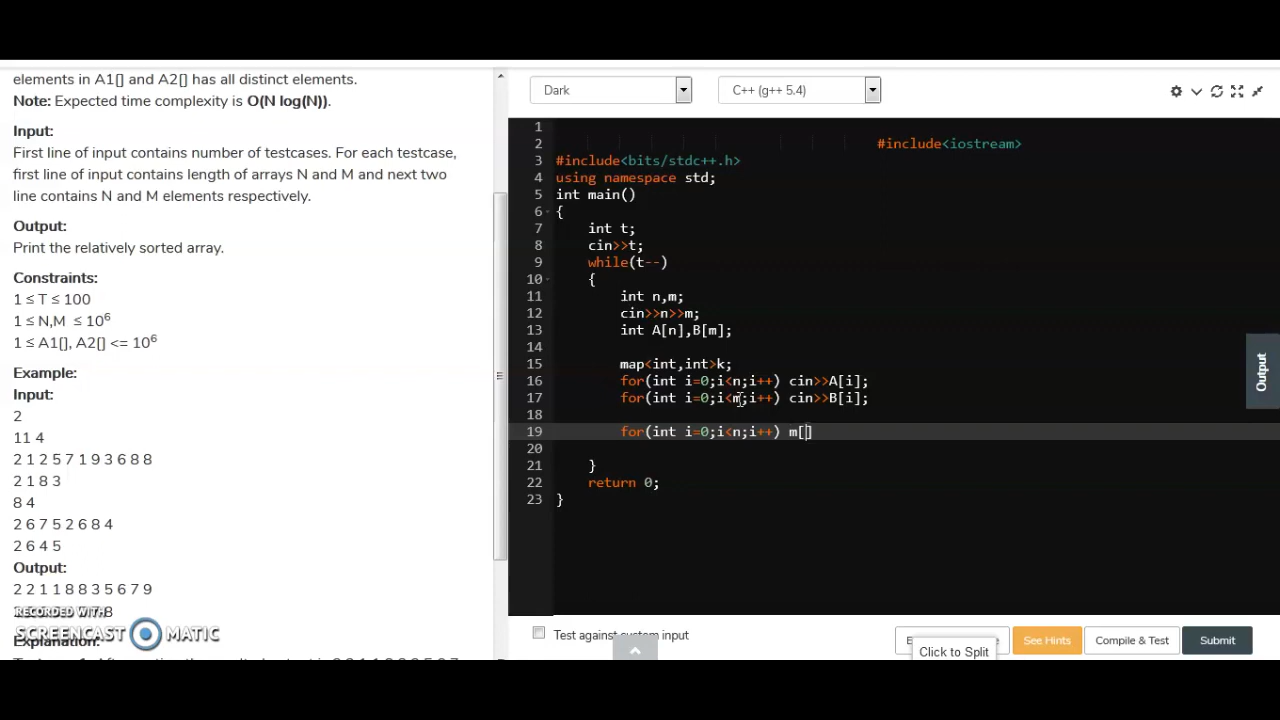 elements in A1[] and A2[] has all distinct elements.
Note: Expected time complexity is O(N log(N)).
Input:
First line of input contains number of testcases. For each testcase,
first line of input contains length of arrays N and M and next two
line contains N and M elements respectively.
Output:
Print the relatively sorted array.
Constraints:
1 ≤ T ≤ 100
1 ≤ N,M ≤ 10⁶
1 ≤ A1[], A2[] <= 10⁶
Example:
Input:
2
11 4
2 1 2 5 7 1 9 3 6 8 8
2 1 8 3
8 4
2 6 7 5 2 6 8 4
2 6 4 5
Output:
2 2 1 1 8 8 3 5 6 7 9
8
RECORDED WITH
SCREENCAST MATIC
Explanation:
Dark
C++ (g++ 5.4)
1
2 #include<iostream>
3 #include<bits/stdc++.h>
4 using namespace std;
5 int main()
6 {
7 int t;
8 cin>>t;
9 while(t--)
10 {
11 int n,m;
12 cin>>n>>m;
13 int A[n],B[m];
14
15 map<int,int>k;
16 for(int i=0;i<n;i++) cin>>A[i];
17 for(int i=0;i<m;i++) cin>>B[i];
18
19 for(int i=0;i<n;i++) m[]
20
21 }
22 return 0;
23 }
Output
Test against custom input
See Hints
Compile & Test
Submit
Click to Split